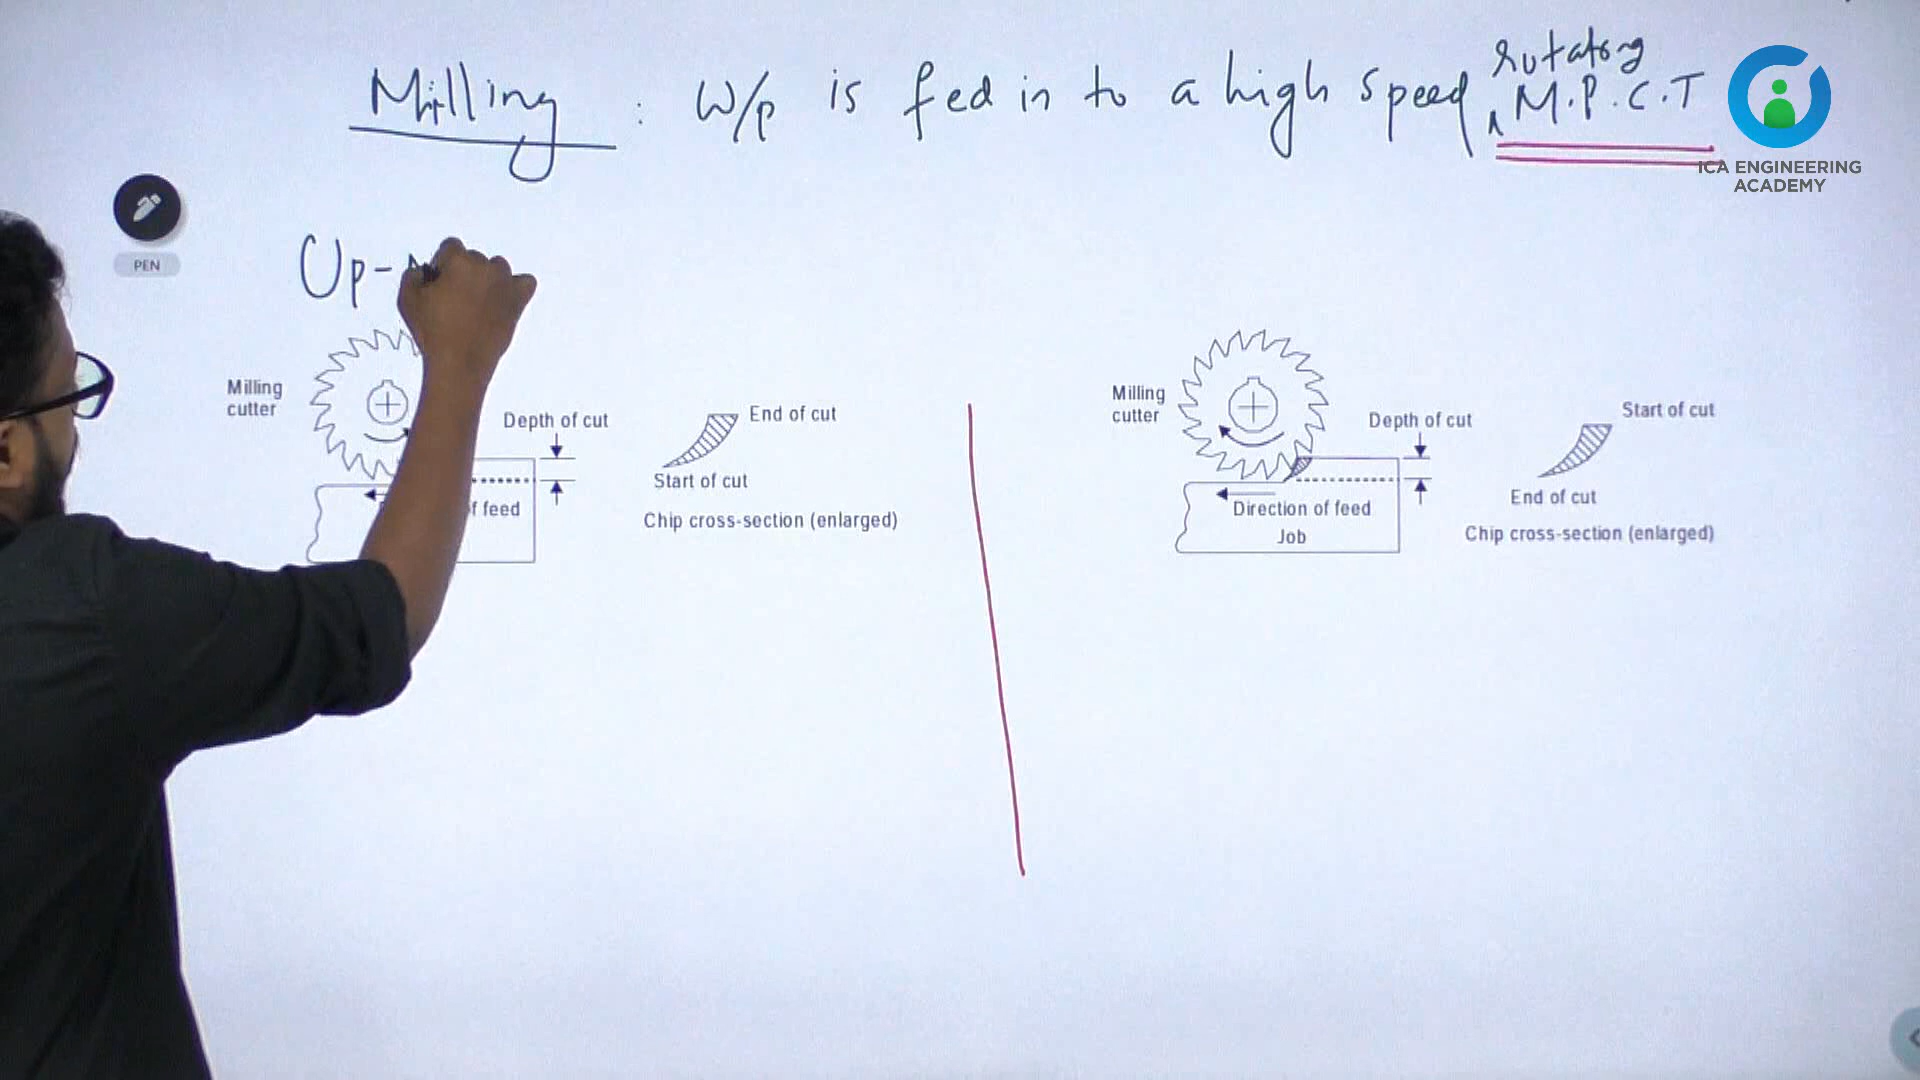 Milling : W/p is fed in to a high speed rotating M.P.C.T
ICA ENGINEERING
ACADEMY
PEN
Up-
Milling
cutter
Depth of cut
End of cut
Start of cut
f feed
Chip cross-section (enlarged)
Milling
cutter
Depth of cut
Start of cut
End of cut
Direction of feed
Job
Chip cross-section (enlarged)